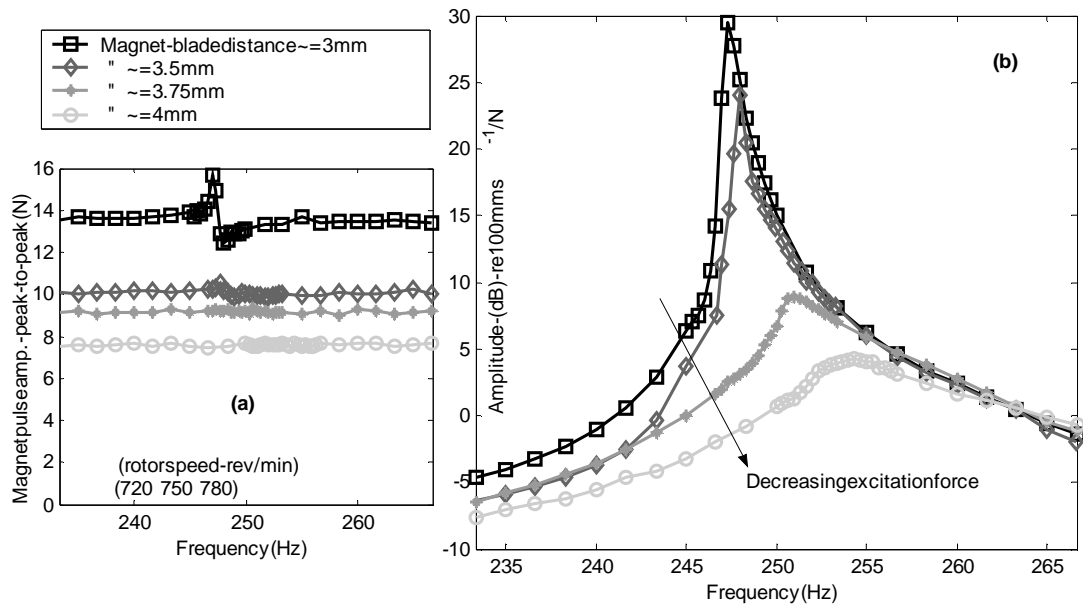 Magnet-bladedistance~=3mm
" ~=3.5mm
" ~=3.75mm
" ~=4mm
Magnetpulseamp.-peak-to-peak(N)
16
14
12
10
8
6
4
2
0
(a)
(rotorspeed-rev/min)
(720 750 780)
240 250 260
Frequency(Hz)
Amplitude-(dB)-re100mms⁻¹/N
30
25
20
15
10
5
0
-5
-10
(b)
Decreasingexcitationforce
235 240 245 250 255 260 265
Frequency(Hz)